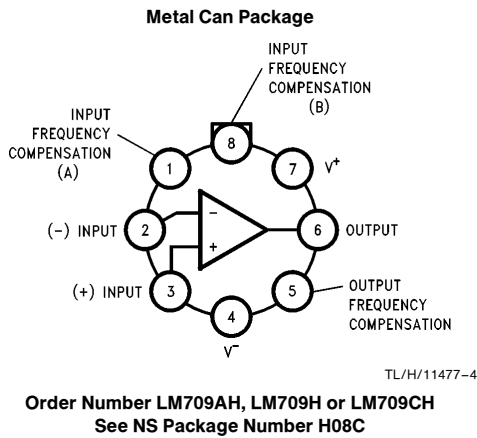 Metal Can Package
INPUT
FREQUENCY
COMPENSATION
(B)
INPUT
FREQUENCY
COMPENSATION
(A)
8
1
7
V+
(−) INPUT
2
−
6
OUTPUT
+
(+) INPUT
3
5
OUTPUT
FREQUENCY
COMPENSATION
4
V−
TL/H/11477–4
Order Number LM709AH, LM709H or LM709CH
See NS Package Number H08C